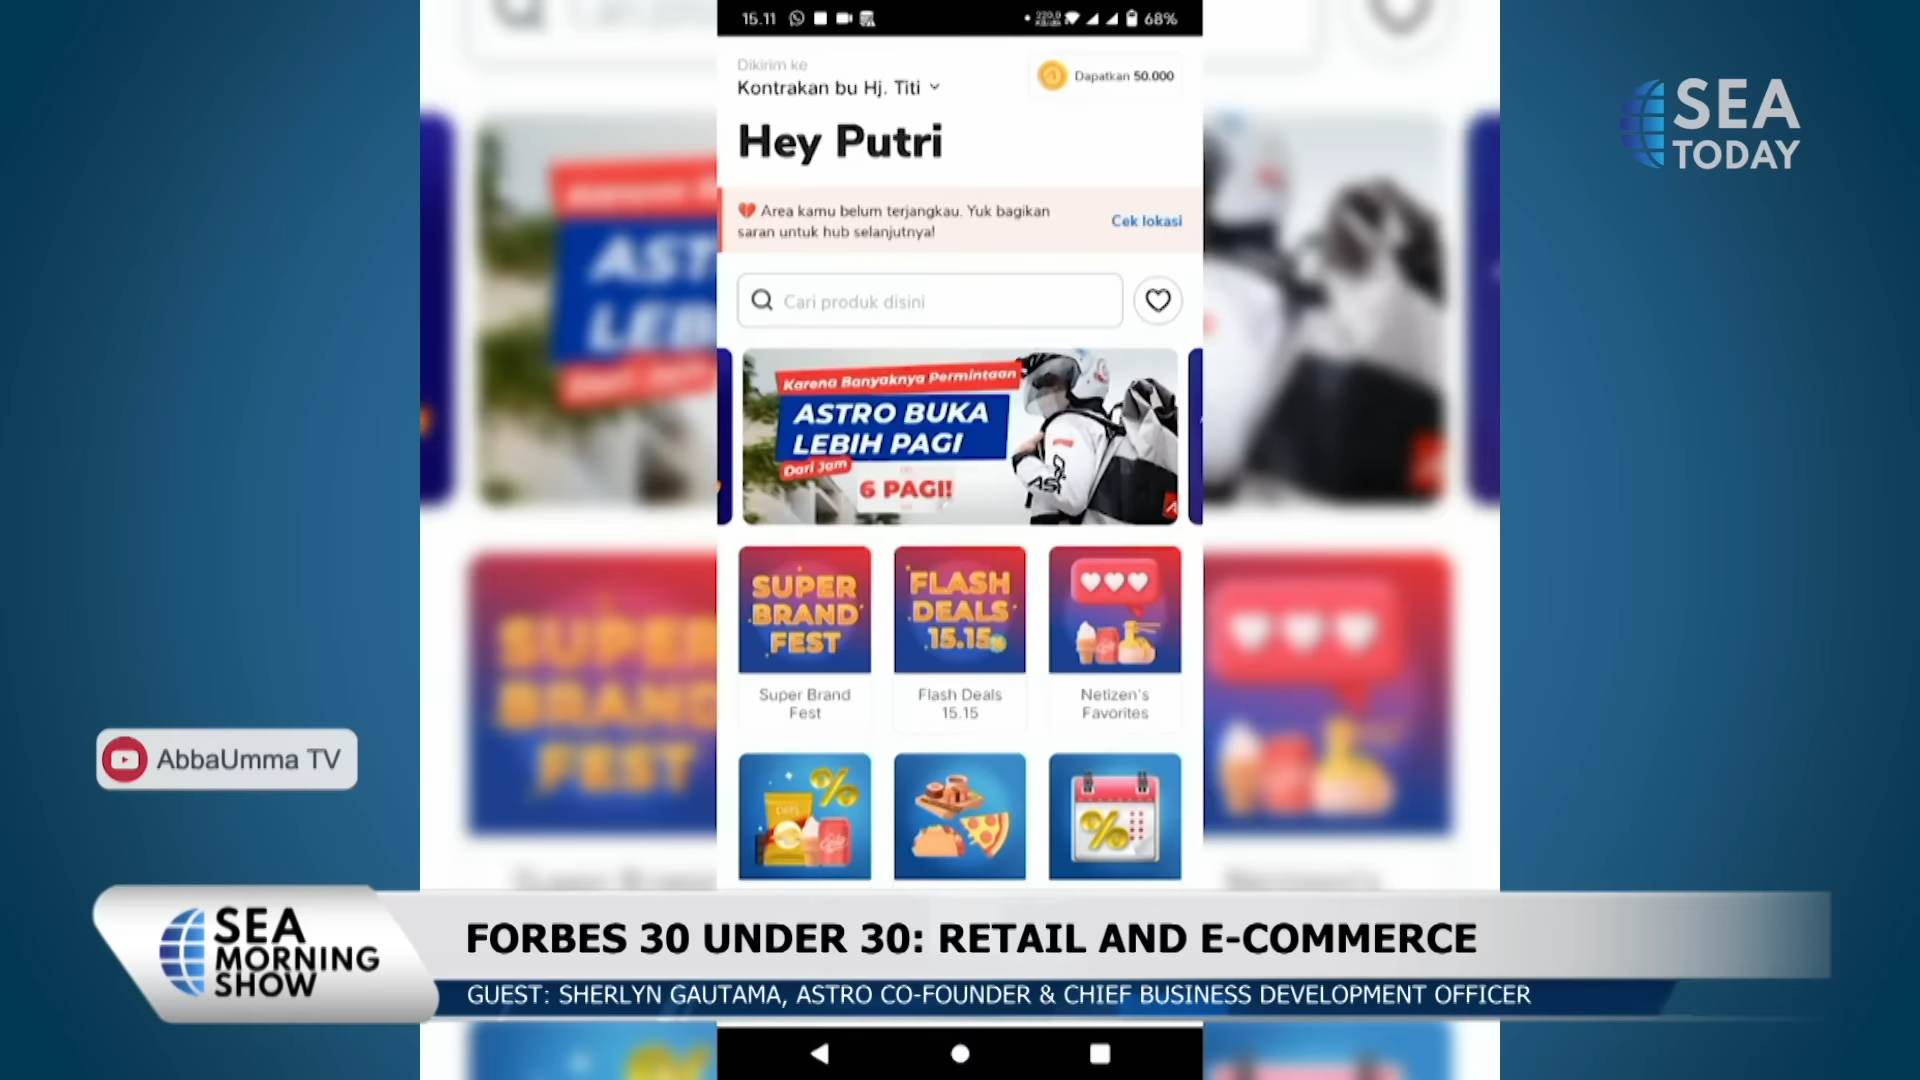 15.11
68%
Dikirim ke
Kontrakan bu Hj. Titi
Dapatkan 50.000
Hey Putri
Area kamu belum terjangkau. Yuk bagikan
saran untuk hub selanjutnya!
Cek lokasi
Cari produk disini
Karena Banyaknya Permintaan
ASTRO BUKA
LEBIH PAGI
Dari Jam
6 PAGI!
SUPER
BRAND
FEST
FLASH
DEALS
15.15
Super Brand
Fest
Flash Deals
15.15
Netizen's
Favorites
SEA
TODAY
AbbaUmma TV
SEA
MORNING
SHOW
FORBES 30 UNDER 30: RETAIL AND E-COMMERCE
GUEST: SHERLYN GAUTAMA, ASTRO CO-FOUNDER & CHIEF BUSINESS DEVELOPMENT OFFICER